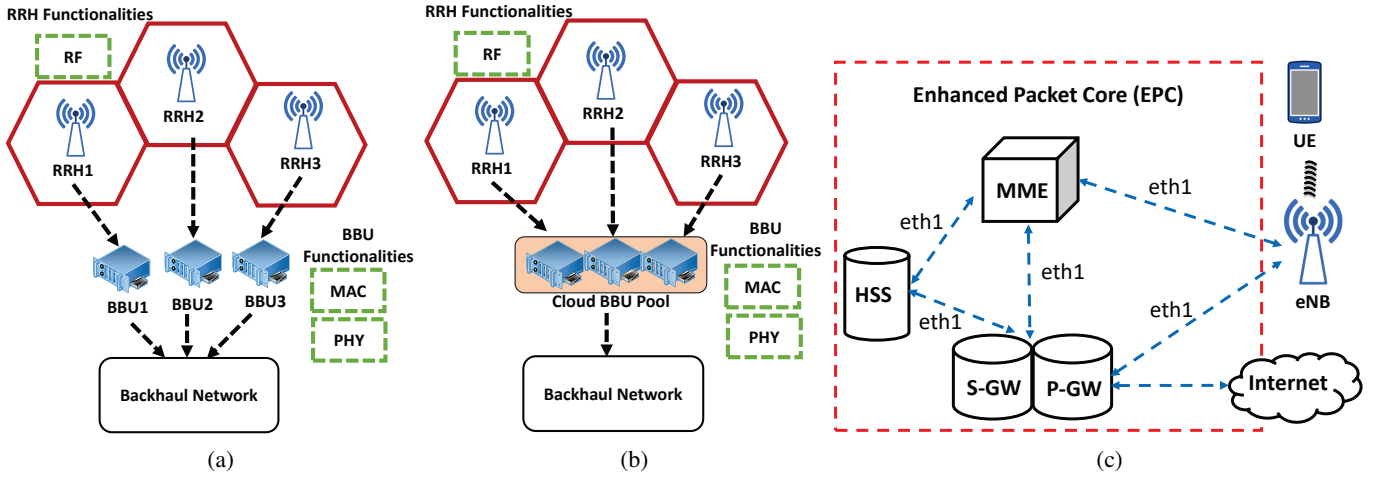 RRH Functionalities
RF
RRH1
RRH2
RRH3
BBU
Functionalities
MAC
PHY
BBU1
BBU2
BBU3
Backhaul Network
(a)
RRH Functionalities
RF
RRH1
RRH2
RRH3
BBU
Functionalities
MAC
PHY
Cloud BBU Pool
Backhaul Network
(b)
Enhanced Packet Core (EPC)
UE
MME
eth1
eth1
eth1
HSS
eNB
eth1
eth1
S-GW
P-GW
Internet
(c)